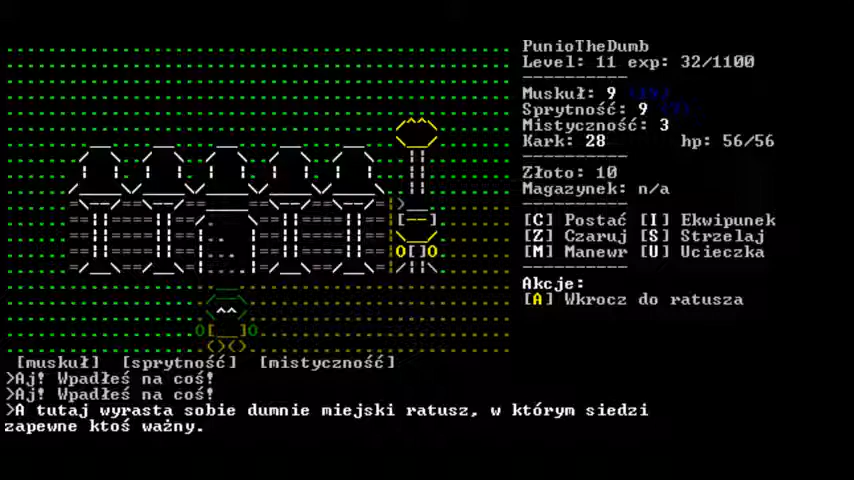 PunioTheDumb
Level: 11 exp: 32/1100
----------
Muskuł: 9 (14)
Sprytność: 9
Mistyczność: 3
Kark: 28 hp: 56/56
----------
Złoto: 10
Magazynek: n/a
----------
[C] Postać [I] Ekwipunek
[Z] Czaruj [S] Strzelaj
[M] Manewr [U] Ucieczka
----------
Akcje:
[A] Wkrocz do ratusza
[muskuł] [sprytność] [mistyczność]
>Aj! Wpadłeś na coś!
>Aj! Wpadłeś na coś!
>A tutaj wyrasta sobie dumnie miejski ratusz, w którym siedzi
zapewne ktoś ważny.